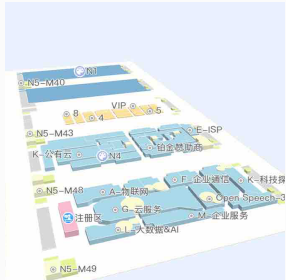 N1
N5-M40
VIP
8
4
5
N5-M43
E-ISP
K-公有云
N4
铂金赞助商
N5-M48
A-物联网
F-企业通信
K-科技探
Open Speech-3
G-云服务
注册区
M-企业服务
L-大数据&AI
N5-M49